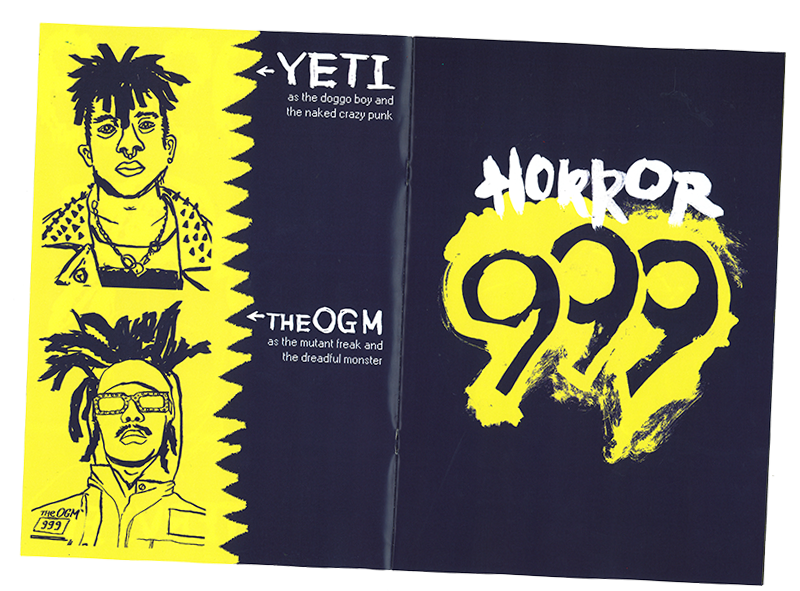 YETI
as the doggo boy and
the naked crazy punk
THEOGM
as the mutant freak and
the dreadful monster
TheOGM
999
HORROR
999